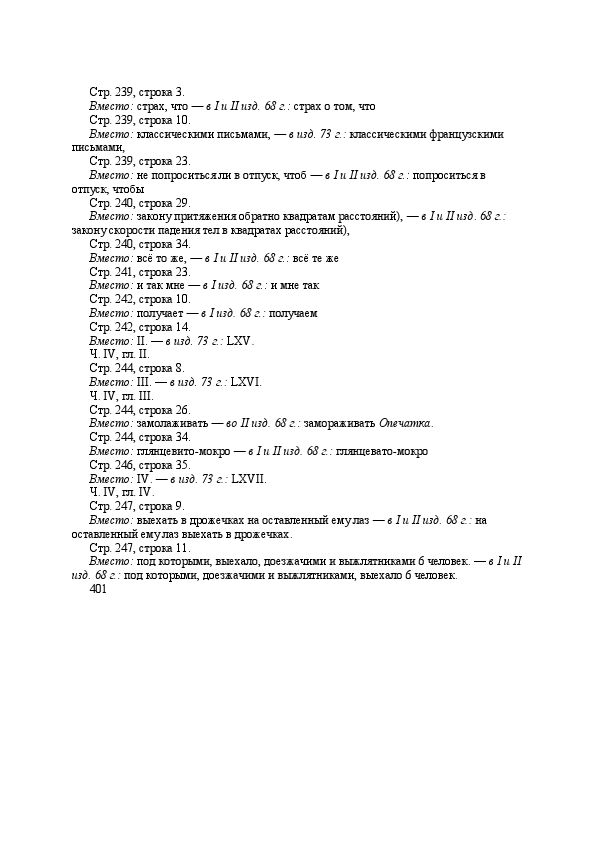 Стр. 239, строка 3.
Вместо: страх, что — в I и II изд. 68 г.: страх о том, что
Стр. 239, строка 10.
Вместо: классическими письмами, — в изд. 73 г.: классическими французскими
письмами,
Стр. 239, строка 23.
Вместо: не попроситься ли в отпуск, чтоб — в I и II изд. 68 г.: попроситься в
отпуск, чтобы
Стр. 240, строка 29.
Вместо: закону притяжения обратно квадратам расстояний), — в I и II изд. 68 г.:
закону скорости падения тел в квадратах расстояний),
Стр. 240, строка 34.
Вместо: всё то же, — в I и II изд. 68 г.: всё те же
Стр. 241, строка 23.
Вместо: и так мне — в I изд. 68 г.: и мне так
Стр. 242, строка 10.
Вместо: получает — в I изд. 68 г.: получаем
Стр. 242, строка 14.
Вместо: II. — в изд. 73 г.: LXV.
Ч. IV, гл. II.
Стр. 244, строка 8.
Вместо: III. — в изд. 73 г.: LXVI.
Ч. IV, гл. III.
Стр. 244, строка 26.
Вместо: замолаживать — во II изд. 68 г.: замораживать Опечатка.
Стр. 244, строка 34.
Вместо: глянцевито-мокро — в I и II изд. 68 г.: глянцевато-мокро
Стр. 246, строка 35.
Вместо: IV. — в изд. 73 г.: LXVII.
Ч. IV, гл. IV.
Стр. 247, строка 9.
Вместо: выехать в дрожечках на оставленный ему лаз — в I и II изд. 68 г.: на
оставленный ему лаз выехать в дрожечках.
Стр. 247, строка 11.
Вместо: под которыми, выехало, доезжачими и выжлятниками 6 человек. — в I и II
изд. 68 г.: под которыми, доезжачими и выжлятниками, выехало 6 человек.
401